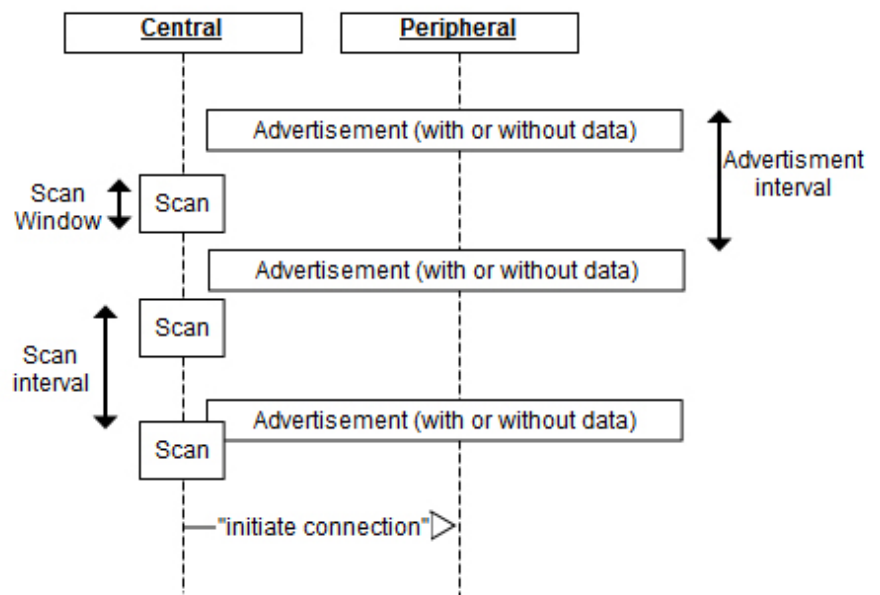 Central
Peripheral
Advertisement (with or without data)
Advertisment
interval
Scan
Window
Scan
Advertisement (with or without data)
Scan
Scan
interval
Advertisement (with or without data)
Scan
"initiate connection"